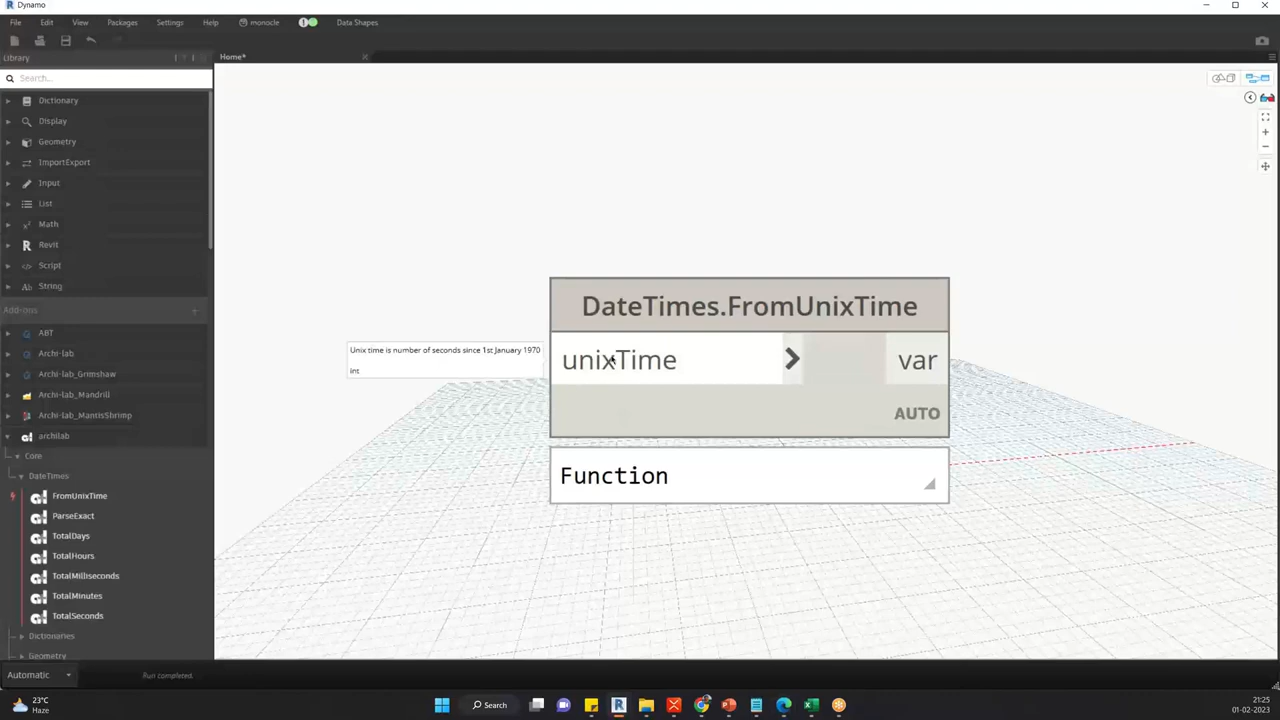 Dynamo
File Edit View Packages Settings Help monocle Data Shapes
Library
Home*
Search...
Dictionary
Display
Geometry
ImportExport
Input
List
Math
Revit
Script
String
Add-ons
ABT
Archi-lab
Archi-lab_Grimshaw
Archi-lab_Mandrill
Archi-lab_MantisShrimp
archilab
Core
DateTimes
FromUnixTime
ParseExact
TotalDays
TotalHours
TotalMilliseconds
TotalMinutes
TotalSeconds
Dictionaries
Geometry
Unix time is number of seconds since 1st January 1970
int
DateTimes.FromUnixTime
unixTime > var
AUTO
Function
Automatic
Run completed.
23°C
Haze
Search
21:25
01-02-2023